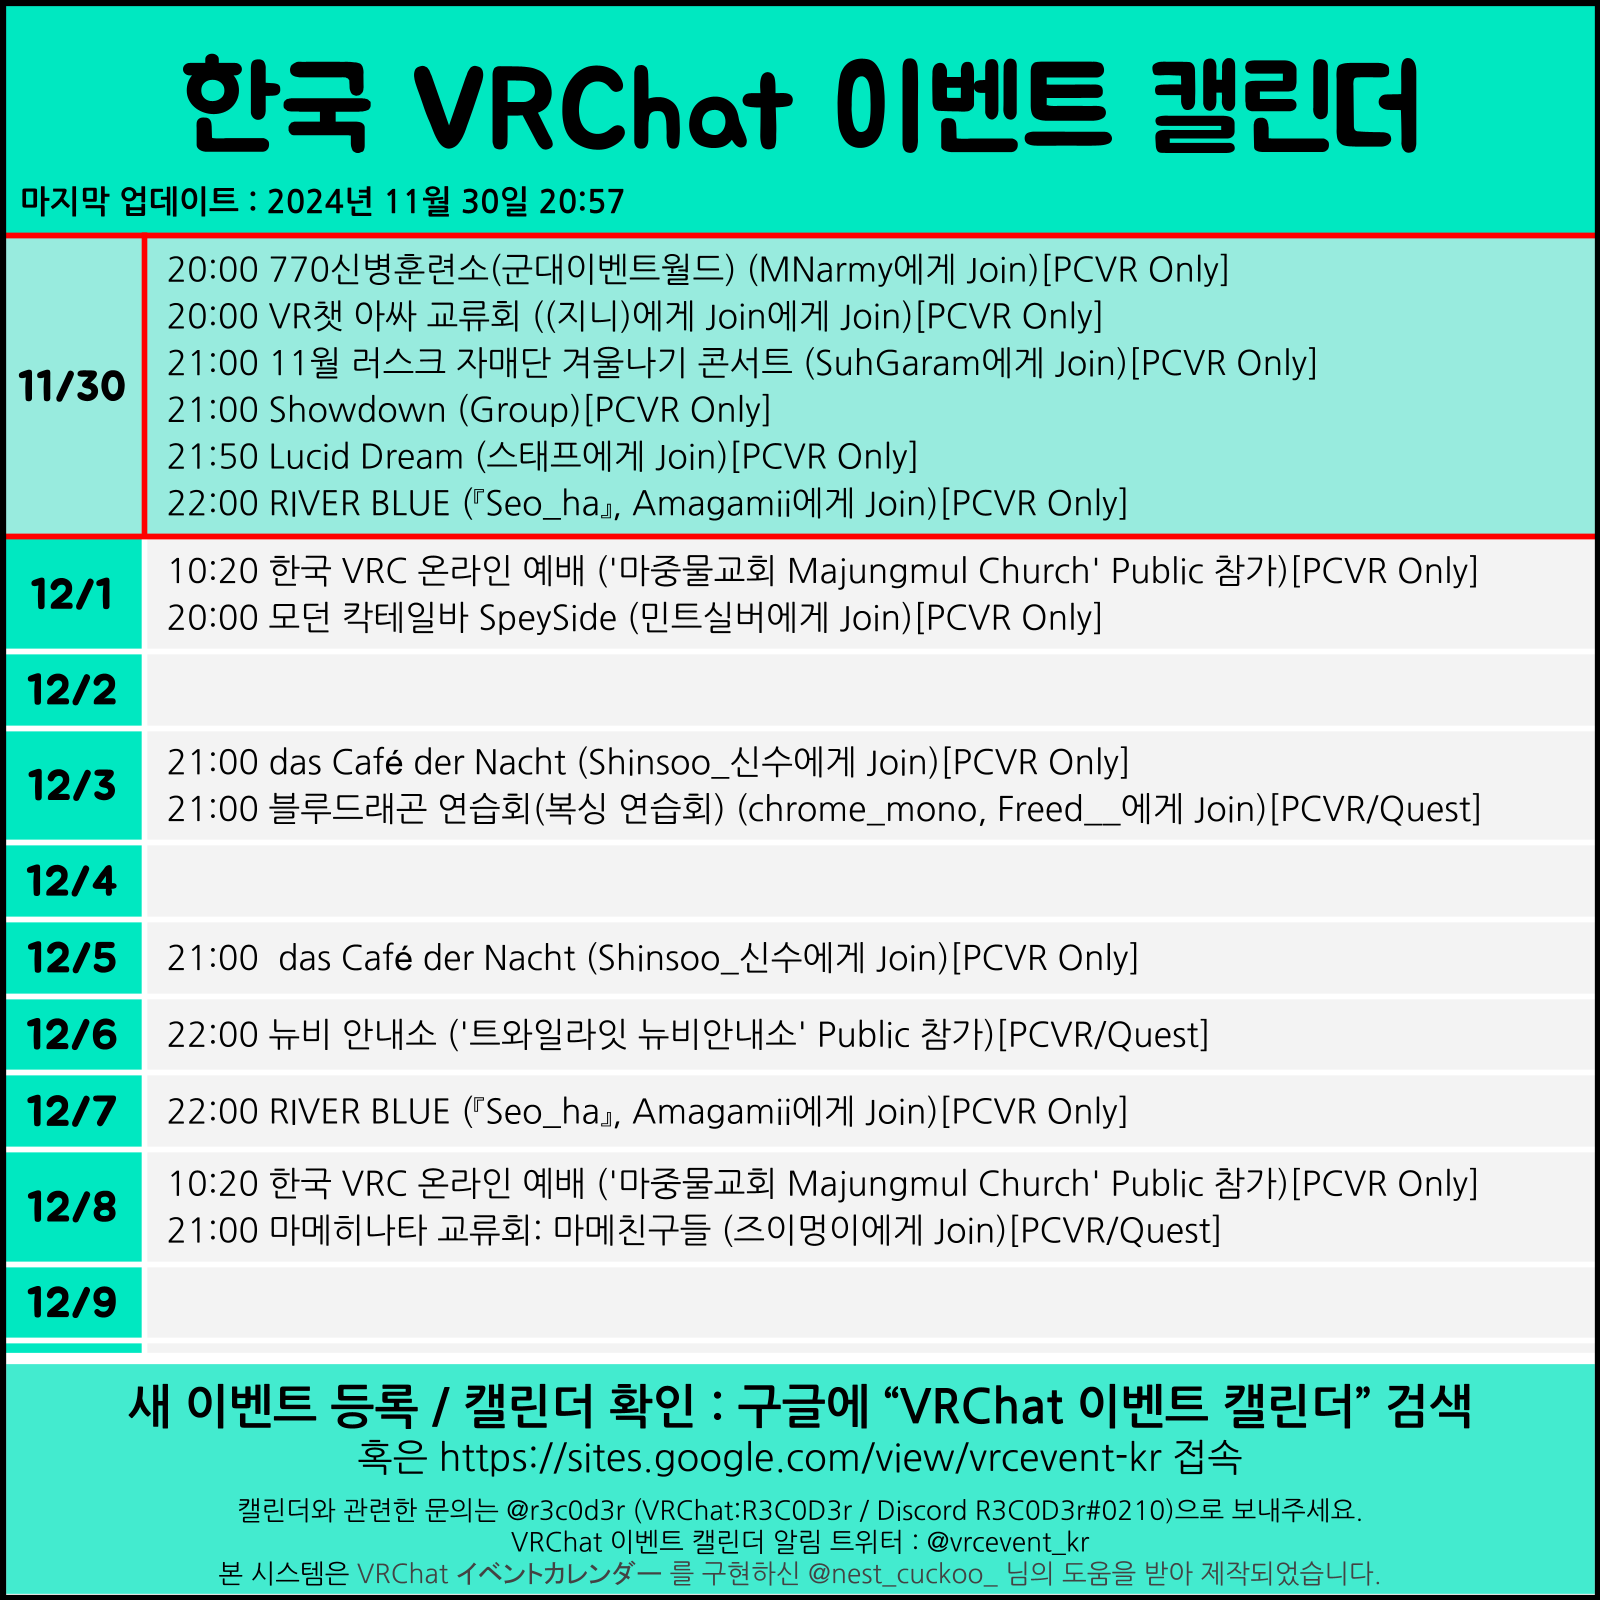 한국 VRChat 이벤트 캘린더
마지막 업데이트 : 2024년 11월 30일 20:57
11/30
20:00 770신병훈련소(군대이벤트월드) (MNarmy에게 Join)[PCVR Only]
20:00 VR챗 아싸 교류회 ((지니)에게 Join에게 Join)[PCVR Only]
21:00 11월 러스크 자매단 겨울나기 콘서트 (SuhGaram에게 Join)[PCVR Only]
21:00 Showdown (Group)[PCVR Only]
21:50 Lucid Dream (스태프에게 Join)[PCVR Only]
22:00 RIVER BLUE (『Seo_ha』, Amagamii에게 Join)[PCVR Only]
12/1
10:20 한국 VRC 온라인 예배 ('마중물교회 Majungmul Church' Public 참가)[PCVR Only]
20:00 모던 칵테일바 SpeySide (민트실버에게 Join)[PCVR Only]
12/2
12/3
21:00 das Café der Nacht (Shinsoo_신수에게 Join)[PCVR Only]
21:00 블루드래곤 연습회(복싱 연습회) (chrome_mono, Freed__에게 Join)[PCVR/Quest]
12/4
12/5
21:00  das Café der Nacht (Shinsoo_신수에게 Join)[PCVR Only]
12/6
22:00 뉴비 안내소 ('트와일라잇 뉴비안내소' Public 참가)[PCVR/Quest]
12/7
22:00 RIVER BLUE (『Seo_ha』, Amagamii에게 Join)[PCVR Only]
12/8
10:20 한국 VRC 온라인 예배 ('마중물교회 Majungmul Church' Public 참가)[PCVR Only]
21:00 마메히나타 교류회: 마메친구들 (즈이멍이에게 Join)[PCVR/Quest]
12/9
새 이벤트 등록 / 캘린더 확인 : 구글에 “VRChat 이벤트 캘린더” 검색
혹은 https://sites.google.com/view/vrcevent-kr 접속
캘린더와 관련한 문의는 @r3c0d3r (VRChat:R3C0D3r / Discord R3C0D3r#0210)으로 보내주세요.
VRChat 이벤트 캘린더 알림 트위터 : @vrcevent_kr
본 시스템은 VRChat イベントカレンダー 를 구현하신 @nest_cuckoo_ 님의 도움을 받아 제작되었습니다.